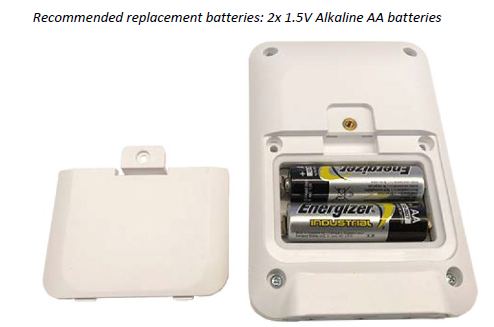 Recommended replacement batteries: 2x 1.5V Alkaline AA batteries
Energizer
Energizer
INDUSTRIAL
AA